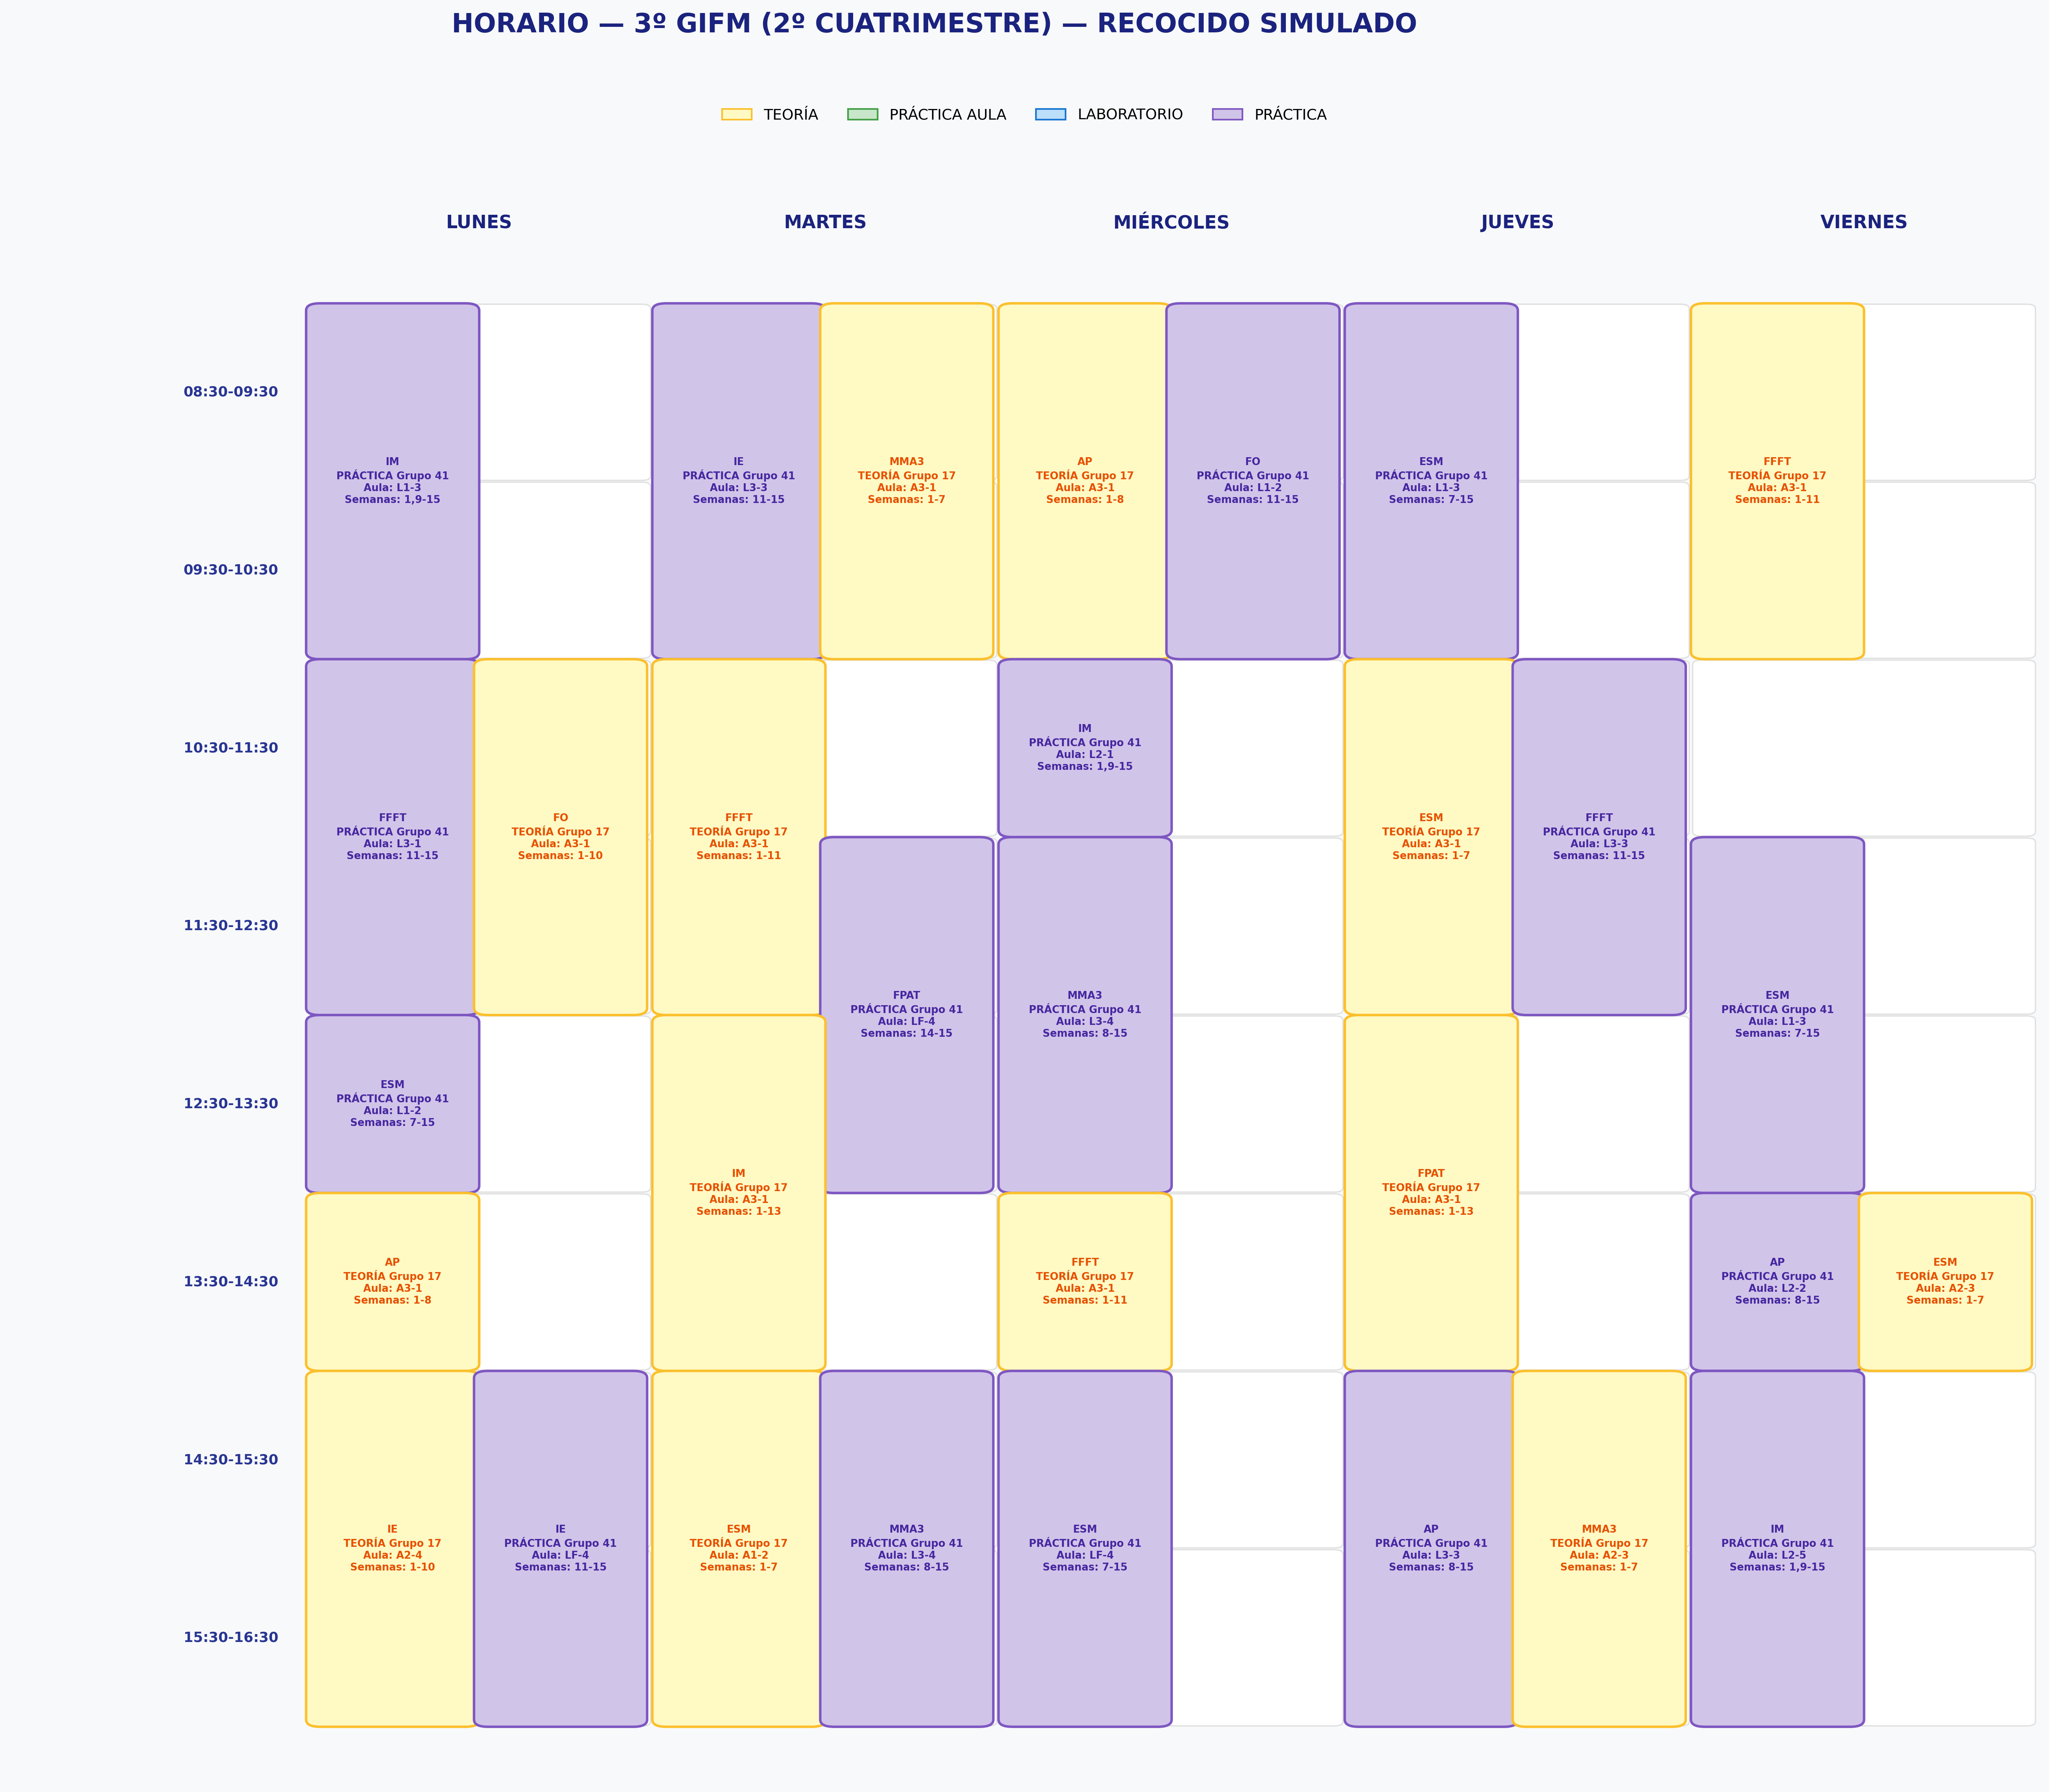 HORARIO — 3º GIFM (2º CUATRIMESTRE) — RECOCIDO SIMULADO
TEORÍA
PRÁCTICA AULA
LABORATORIO
PRÁCTICA
LUNES
MARTES
MIÉRCOLES
JUEVES
VIERNES
08:30-09:30
09:30-10:30
10:30-11:30
11:30-12:30
12:30-13:30
13:30-14:30
14:30-15:30
15:30-16:30
IM
PRÁCTICA Grupo 41
Aula: L1-3
Semanas: 1,9-15
FFFT
PRÁCTICA Grupo 41
Aula: L3-1
Semanas: 11-15
FO
TEORÍA Grupo 17
Aula: A3-1
Semanas: 1-10
ESM
PRÁCTICA Grupo 41
Aula: L1-2
Semanas: 7-15
AP
TEORÍA Grupo 17
Aula: A3-1
Semanas: 1-8
IE
TEORÍA Grupo 17
Aula: A2-4
Semanas: 1-10
IE
PRÁCTICA Grupo 41
Aula: LF-4
Semanas: 11-15
IE
PRÁCTICA Grupo 41
Aula: L3-3
Semanas: 11-15
MMA3
TEORÍA Grupo 17
Aula: A3-1
Semanas: 1-7
FFFT
TEORÍA Grupo 17
Aula: A3-1
Semanas: 1-11
FPAT
PRÁCTICA Grupo 41
Aula: LF-4
Semanas: 14-15
IM
TEORÍA Grupo 17
Aula: A3-1
Semanas: 1-13
ESM
TEORÍA Grupo 17
Aula: A1-2
Semanas: 1-7
MMA3
PRÁCTICA Grupo 41
Aula: L3-4
Semanas: 8-15
AP
TEORÍA Grupo 17
Aula: A3-1
Semanas: 1-8
FO
PRÁCTICA Grupo 41
Aula: L1-2
Semanas: 11-15
IM
PRÁCTICA Grupo 41
Aula: L2-1
Semanas: 1,9-15
MMA3
PRÁCTICA Grupo 41
Aula: L3-4
Semanas: 8-15
FFFT
TEORÍA Grupo 17
Aula: A3-1
Semanas: 1-11
ESM
PRÁCTICA Grupo 41
Aula: LF-4
Semanas: 7-15
ESM
PRÁCTICA Grupo 41
Aula: L1-3
Semanas: 7-15
ESM
TEORÍA Grupo 17
Aula: A3-1
Semanas: 1-7
FFFT
PRÁCTICA Grupo 41
Aula: L3-3
Semanas: 11-15
FPAT
TEORÍA Grupo 17
Aula: A3-1
Semanas: 1-13
AP
PRÁCTICA Grupo 41
Aula: L3-3
Semanas: 8-15
MMA3
TEORÍA Grupo 17
Aula: A2-3
Semanas: 1-7
FFFT
TEORÍA Grupo 17
Aula: A3-1
Semanas: 1-11
ESM
PRÁCTICA Grupo 41
Aula: L1-3
Semanas: 7-15
AP
PRÁCTICA Grupo 41
Aula: L2-2
Semanas: 8-15
ESM
TEORÍA Grupo 17
Aula: A2-3
Semanas: 1-7
IM
PRÁCTICA Grupo 41
Aula: L2-5
Semanas: 1,9-15